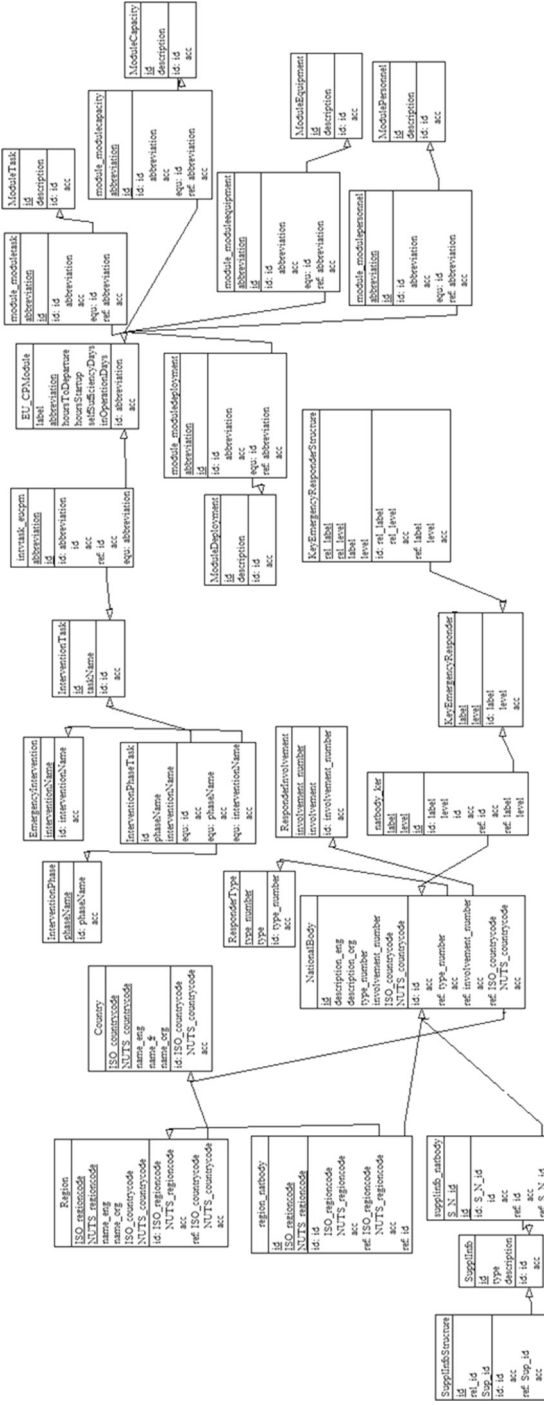 Region
ISO_regioncode
NUTS_regioncode
name_eng
name_org
ISO_countrycode
NUTS_countrycode
id: ISO_regioncode
NUTS_regioncode
acc
ref: ISO_countrycode
NUTS_countrycode
acc
region_natbody
id
ISO_regioncode
NUTS_regioncode
id: id
ISO_regioncode
NUTS_regioncode
acc
ref: ISO_regioncode
NUTS_regioncode
acc
ref: id
SupplInfoStructure
id
rel_id
Sup_id
id: id
acc
ref: Sup_id
acc
SupplInfo
id
type
description
id: id
acc
supplInfo_natbody
S_N_id
id
id: S_N_id
id
acc
ref: id
acc
ref: S_N_id
Country
ISO_countrycode
NUTS_countrycode
name_eng
name_fr
name_org
id: ISO_countrycode
NUTS_countrycode
acc
NationalBody
id
description_eng
description_org
type_number
involvement_number
ISO_countrycode
NUTS_countrycode
id: id
acc
ref: type_number
acc
ref: involvement_number
acc
ref: ISO_countrycode
NUTS_countrycode
acc
InterventionPhase
phaseName
id: phaseName
acc
ResponderType
type_number
type
id: type_number
acc
EmergencyIntervention
interventionName
id: interventionName
acc
InterventionPhaseTask
id
phaseName
interventionName
equ: id
acc
equ: phaseName
acc
equ: interventionName
acc
ResponderInvolvement
involvement_number
involvement
id: involvement_number
acc
natbody_ker
label
level
id
id: label
level
id
acc
ref: id
acc
ref: label
level
InterventionTask
id
taskName
id: id
acc
KeyEmergencyResponder
label
level
id: label
level
acc
intvtask_eucpm
abbreviation
id
id: abbreviation
id
acc
ref: id
acc
equ: abbreviation
ModuleDeployment
id
description
id: id
acc
KeyEmergencyResponderStructure
rel_label
rel_level
label
level
id: rel_label
rel_level
acc
ref: label
level
acc
EU_CPModule
label
abbreviation
hoursToDeparture
hoursStartup
selfSufficiencyDays
inOperationDays
id: abbreviation
acc
module_moduledeployment
abbreviation
id
id: id
abbreviation
acc
equ: id
acc
ref: abbreviation
acc
module_moduletask
abbreviation
id
id: id
abbreviation
acc
equ: id
ref: abbreviation
acc
ModuleTask
id
description
id: id
acc
module_modulecapacity
abbreviation
id
id: id
abbreviation
acc
equ: id
ref: abbreviation
acc
ModuleCapacity
id
description
id: id
acc
module_moduleequipment
abbreviation
id
id: id
abbreviation
acc
equ: id
ref: abbreviation
acc
ModuleEquipment
id
description
id: id
acc
module_modulepersonnel
abbreviation
id
id: id
abbreviation
acc
equ: id
ref: abbreviation
acc
ModulePersonnel
id
description
id: id
acc